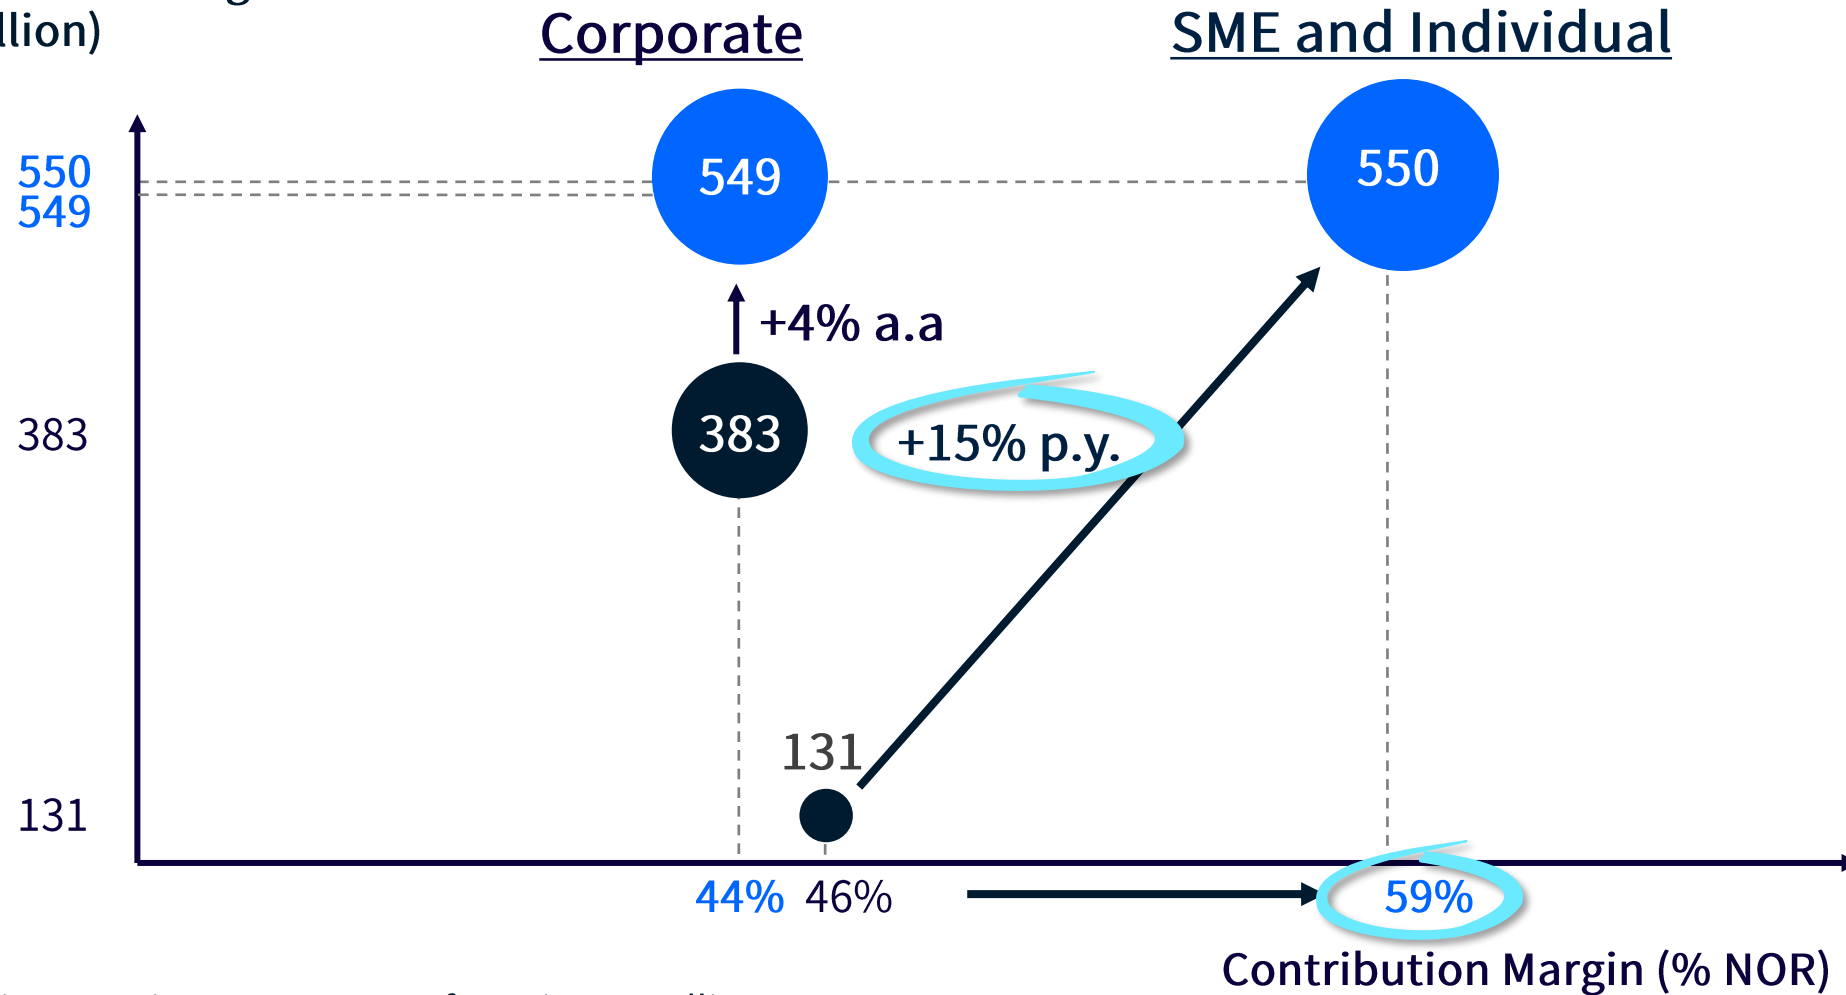 llion)
Corporate
SME and Individual
550
549
549
550
+4% a.a
383
383
+15% p.y.
131
131
44%
46%
59%
Contribution Margin (% NOR)